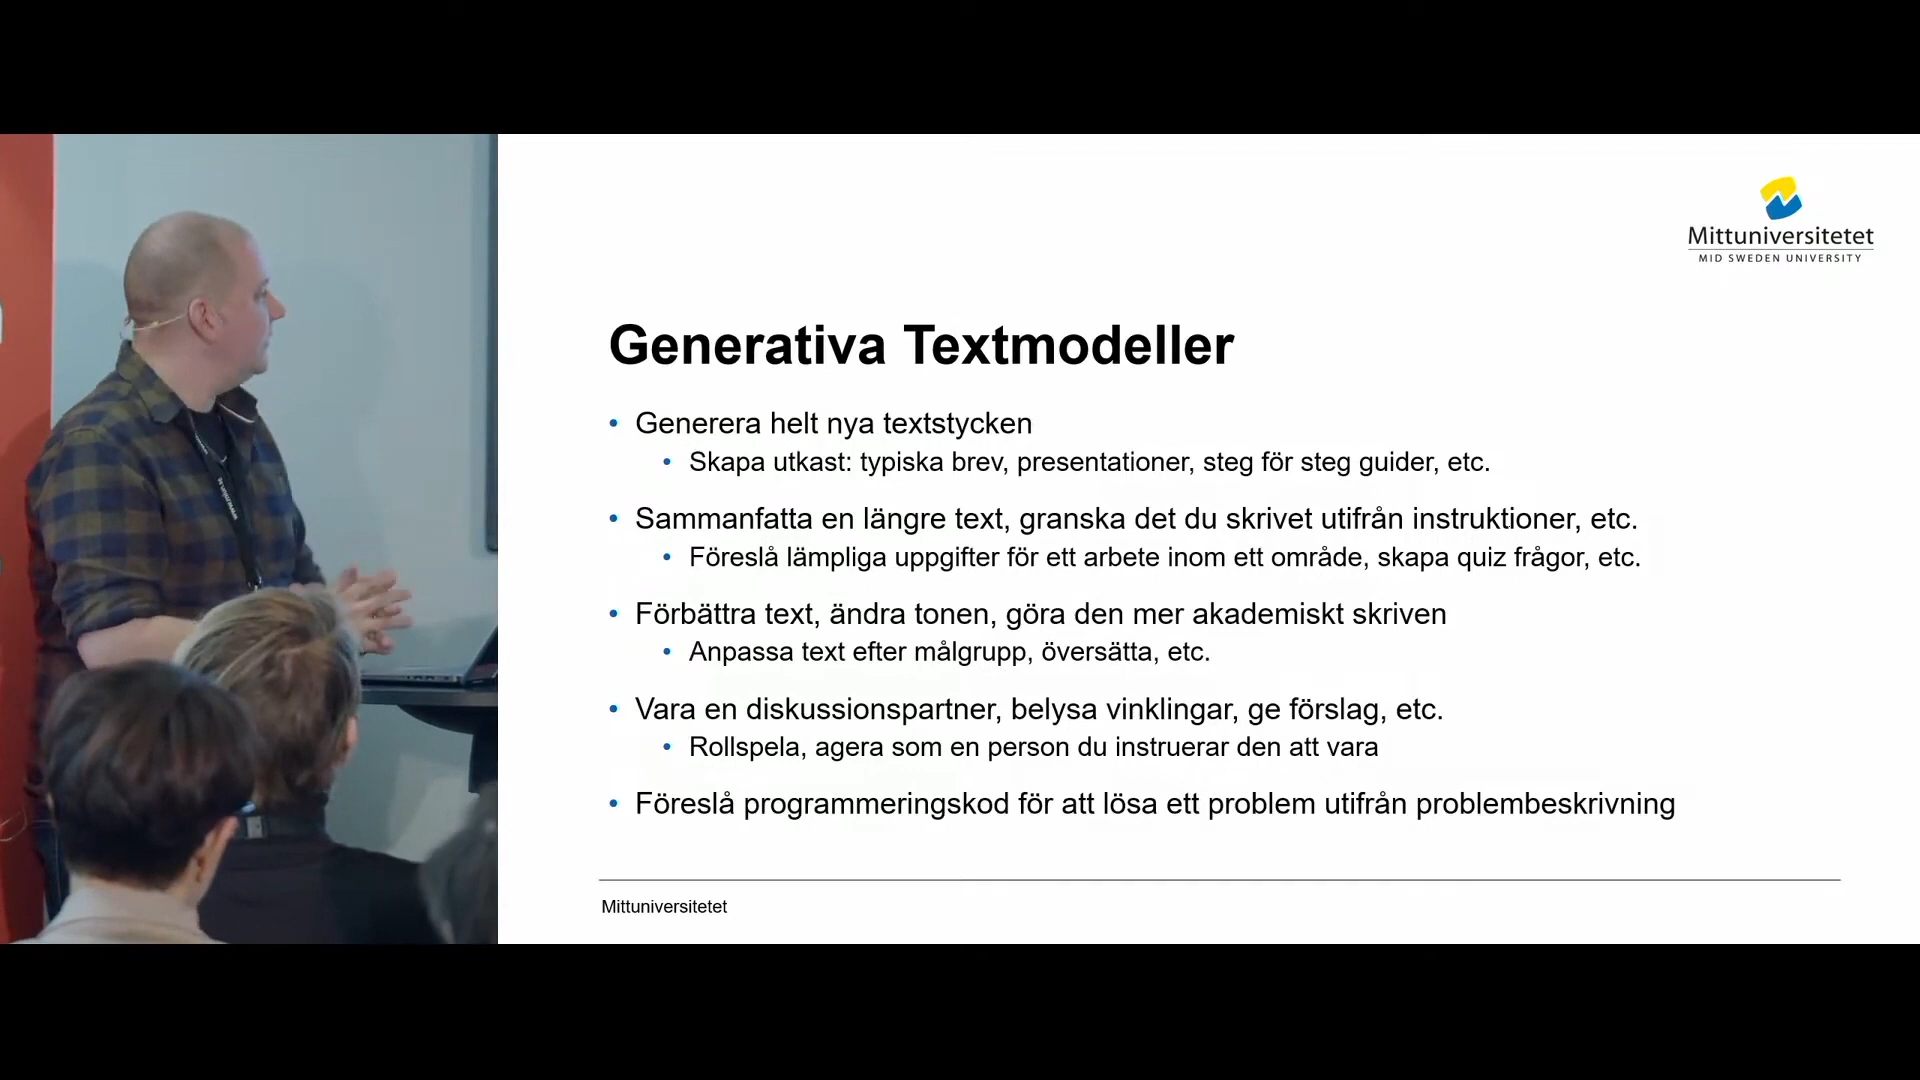 Mittuniversitetet
MID SWEDEN UNIVERSITY
Generativa Textmodeller
• Generera helt nya textstycken
• Skapa utkast: typiska brev, presentationer, steg för steg guider, etc.
• Sammanfatta en längre text, granska det du skrivet utifrån instruktioner, etc.
• Föreslå lämpliga uppgifter för ett arbete inom ett område, skapa quiz frågor, etc.
• Förbättra text, ändra tonen, göra den mer akademiskt skriven
• Anpassa text efter målgrupp, översätta, etc.
• Vara en diskussionspartner, belysa vinklingar, ge förslag, etc.
• Rollspela, agera som en person du instruerar den att vara
• Föreslå programmeringskod för att lösa ett problem utifrån problembeskrivning
Mittuniversitetet